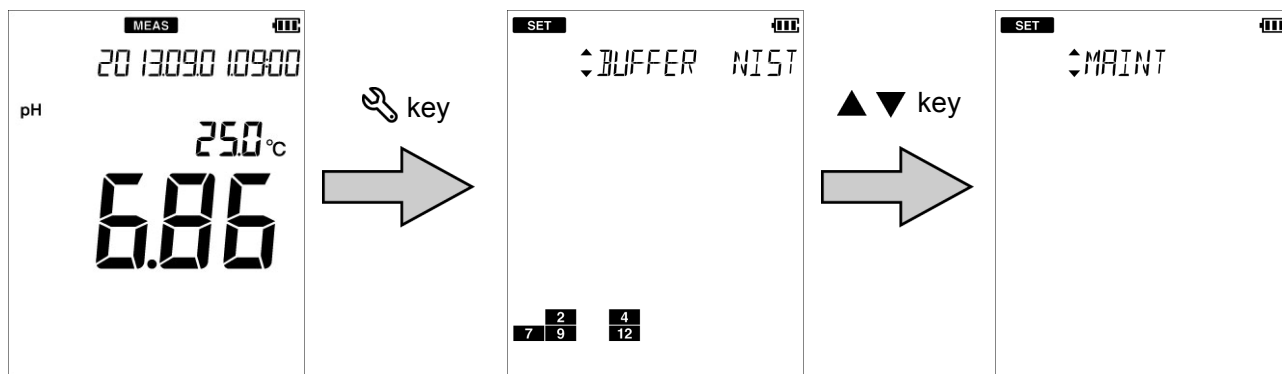 MEAS
2013.09.01.09:00
pH
25.0 °C
6.86
key
SET
BUFFER NIST
2 4
7 9 12
key
SET
MAINT